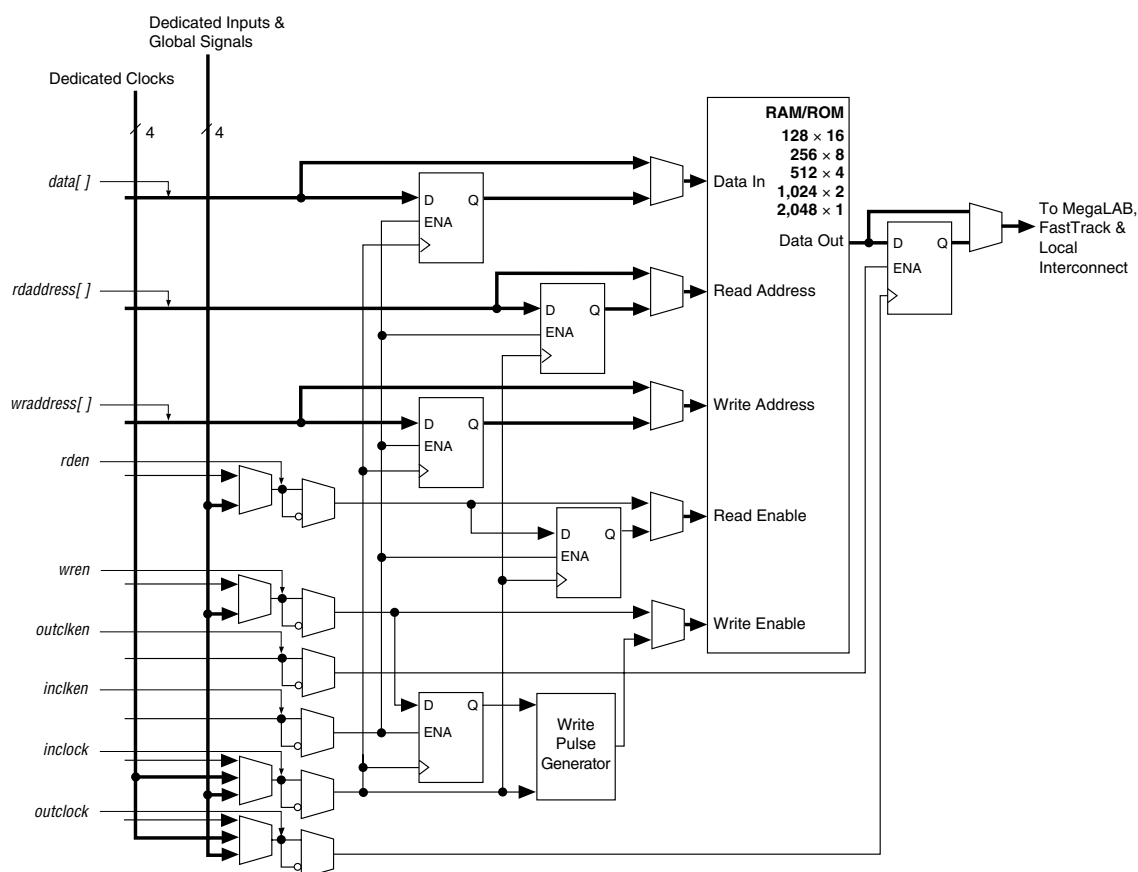 Dedicated Inputs &
Global Signals
Dedicated Clocks
4
4
RAM/ROM
128 × 16
256 × 8
512 × 4
1,024 × 2
2,048 × 1
data[ ]
D
Q
ENA
Data In
Data Out
D
Q
ENA
To MegaLAB,
FastTrack &
Local
Interconnect
rdaddress[ ]
D
Q
ENA
Read Address
wraddress[ ]
D
Q
ENA
Write Address
rden
D
Q
ENA
Read Enable
wren
Write Enable
outclken
inclken
D
Q
ENA
Write
Pulse
Generator
inclock
outclock